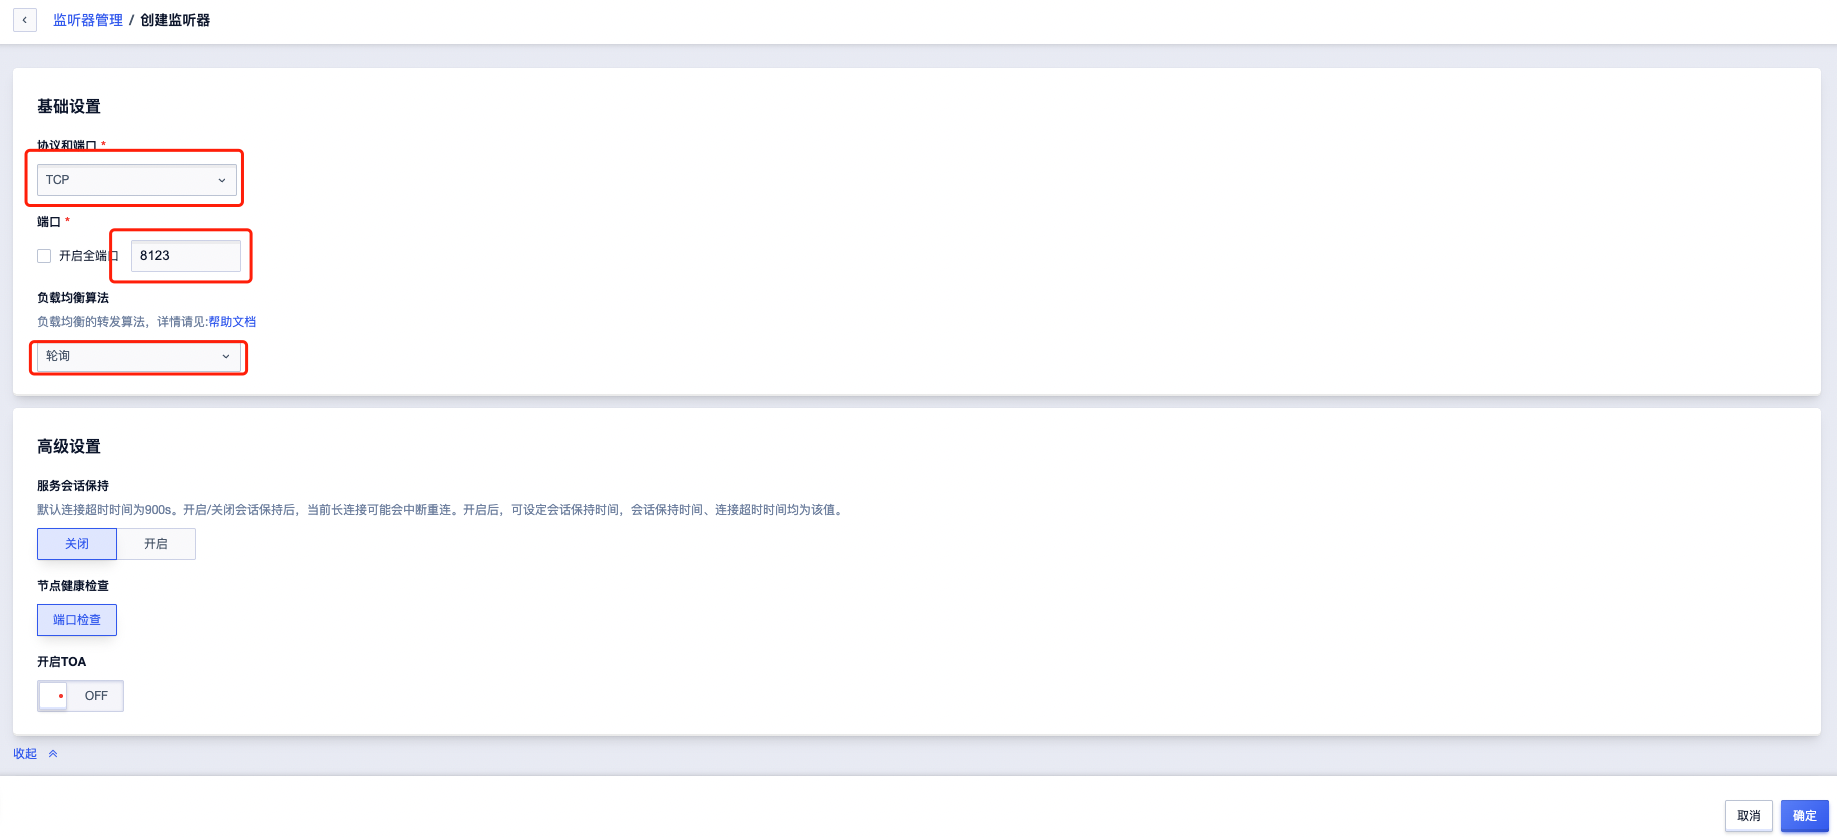 监听器管理 / 创建监听器
基础设置
协议和端口 *
TCP
端口 *
开启全端口 8123
负载均衡算法
负载均衡的转发算法，详情请见:帮助文档
轮询
高级设置
服务会话保持
默认连接超时时间为900s。开启/关闭会话保持后，当前长连接可能会中断重连。开启后，可设定会话保持时间，会话保持时间、连接超时时间均为该值。
关闭 开启
节点健康检查
端口检查
开启TOA
OFF
收起
取消 确定